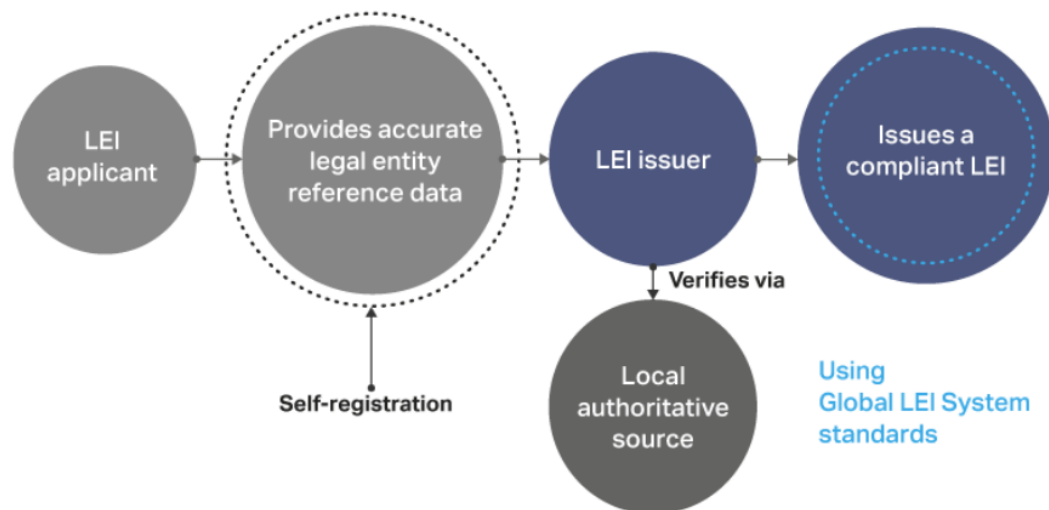 LEI
applicant
Provides accurate
legal entity
reference data
LEI issuer
Issues a
compliant LEI
Verifies via
Self-registration
Local
authoritative
source
Using
Global LEI System
standards